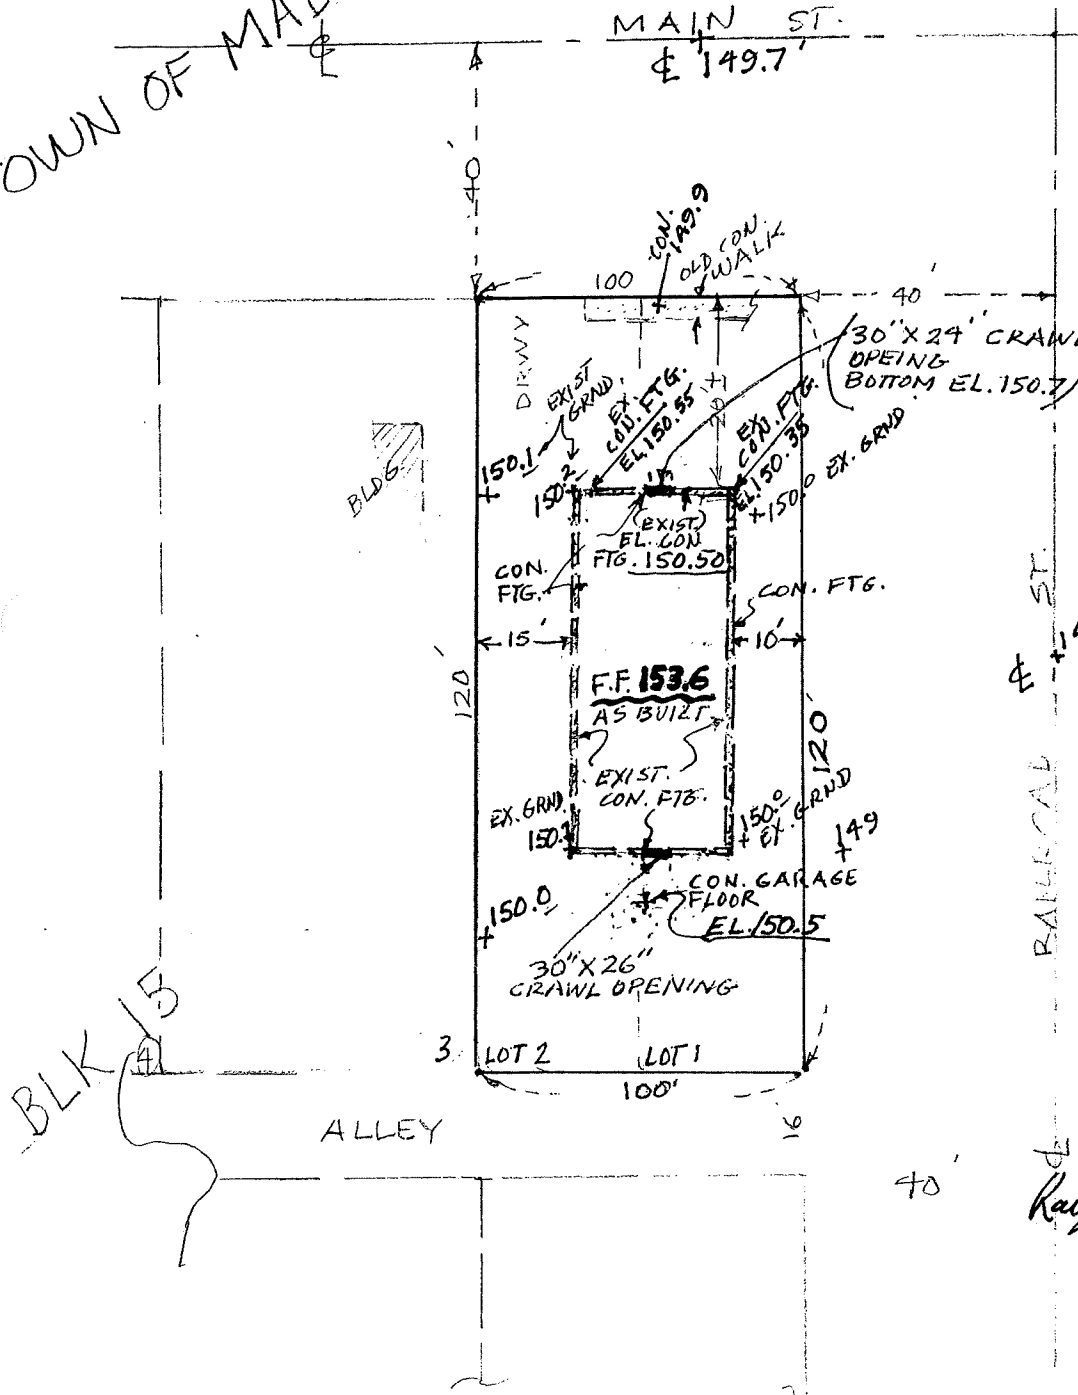 MAIN ST.
℄ 149.7'
℄
OWN OF MAD
40'
CON.
149.9
OLD CON.
WALK
100
40'
DRWY
EXIST
GRND.
EX.
CON. FTG.
EL. 150.55
20'±
30" X 24" CRAWL
OPEING
BOTTOM EL. 150.7
EX.
CON. FTG.
EL. 150.35
BLDG.
150.1
150.2
+150.0 EX. GRND
(EXIST.)
EL. CON
FTG. 150.50
CON.
FTG.
CON. FTG.
15'
10'
120'
F.F. 153.6
AS BUILT
120'
℄
RAILROAD ST.
EXIST.
CON. FTG.
EX. GRND.
150.1
150.0
EX. GRND
149
CON. GARAGE
FLOOR
EL. 150.5
150.0
30" X 26"
CRAWL OPENING
BLK 15
4
3
LOT 2
LOT 1
100'
ALLEY
16
40'
℄
Ray